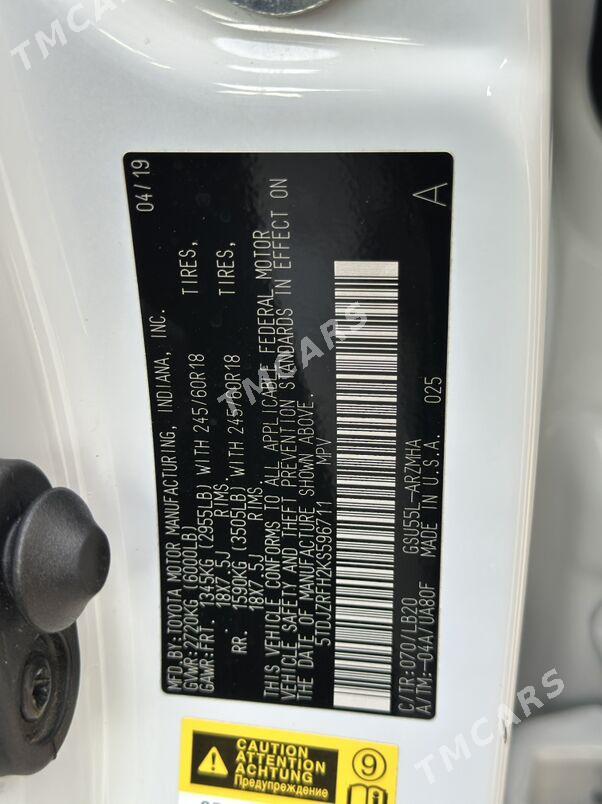 MFD.BY:TOYOTA MOTOR MANUFACTURING, INDIANA, INC. 04/19
GVWR:2720KG(6000LB)
GAWR:FRT. 1345KG (2955LB) WITH 245/60R18 TIRES,
18X7.5J RIMS.
RR. 1590KG (3505LB) WITH 245/60R18 TIRES,
18X7.5J RIMS
THIS VEHICLE CONFORMS TO ALL APPLICABLE FEDERAL MOTOR
VEHICLE SAFETY AND THEFT PREVENTION STANDARDS IN EFFECT ON
THE DATE OF MANUFACTURE SHOWN ABOVE.
5TDJZRFH2KS596711 MPV
C/TR:070/LB20 GSU55L-ARZMHA A
A/TM:-04A/UA80F MADE IN U.S.A. 025
CAUTION
ATTENTION
ACHTUNG
Предупреждение
9
TMCARS
TMCARS
TMCARS
TMCARS